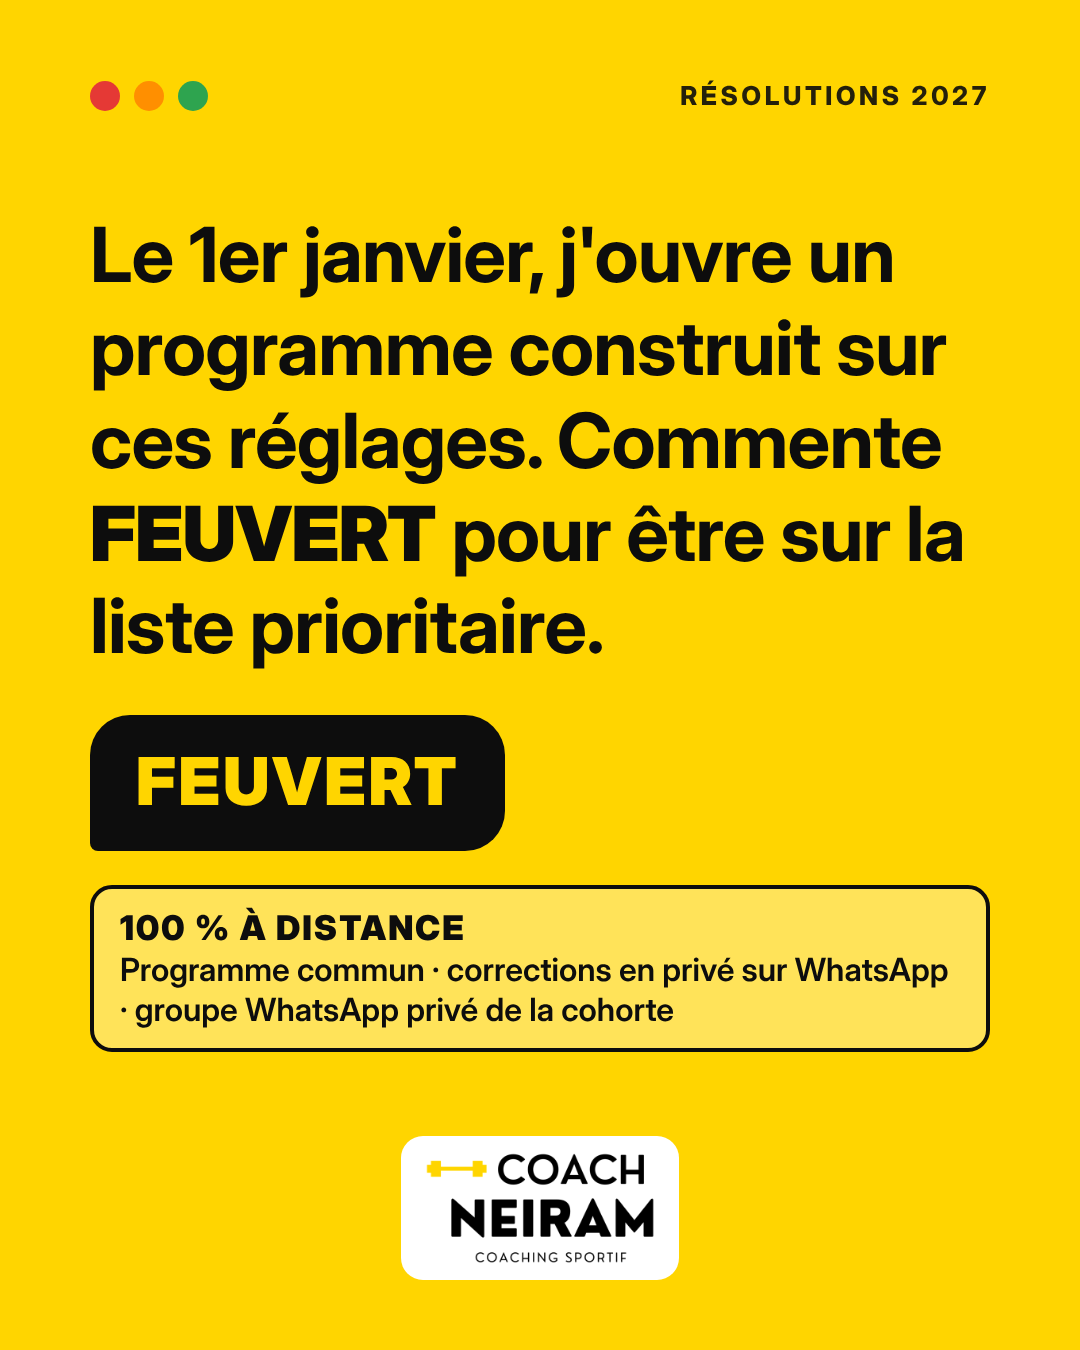 RÉSOLUTIONS 2027
Le 1er janvier, j'ouvre un
programme construit sur
ces réglages. Commente
FEUVERT pour être sur la
liste prioritaire.
FEUVERT
100 % À DISTANCE
Programme commun · corrections en privé sur WhatsApp
· groupe WhatsApp privé de la cohorte
COACH
NEIRAM
COACHING SPORTIF